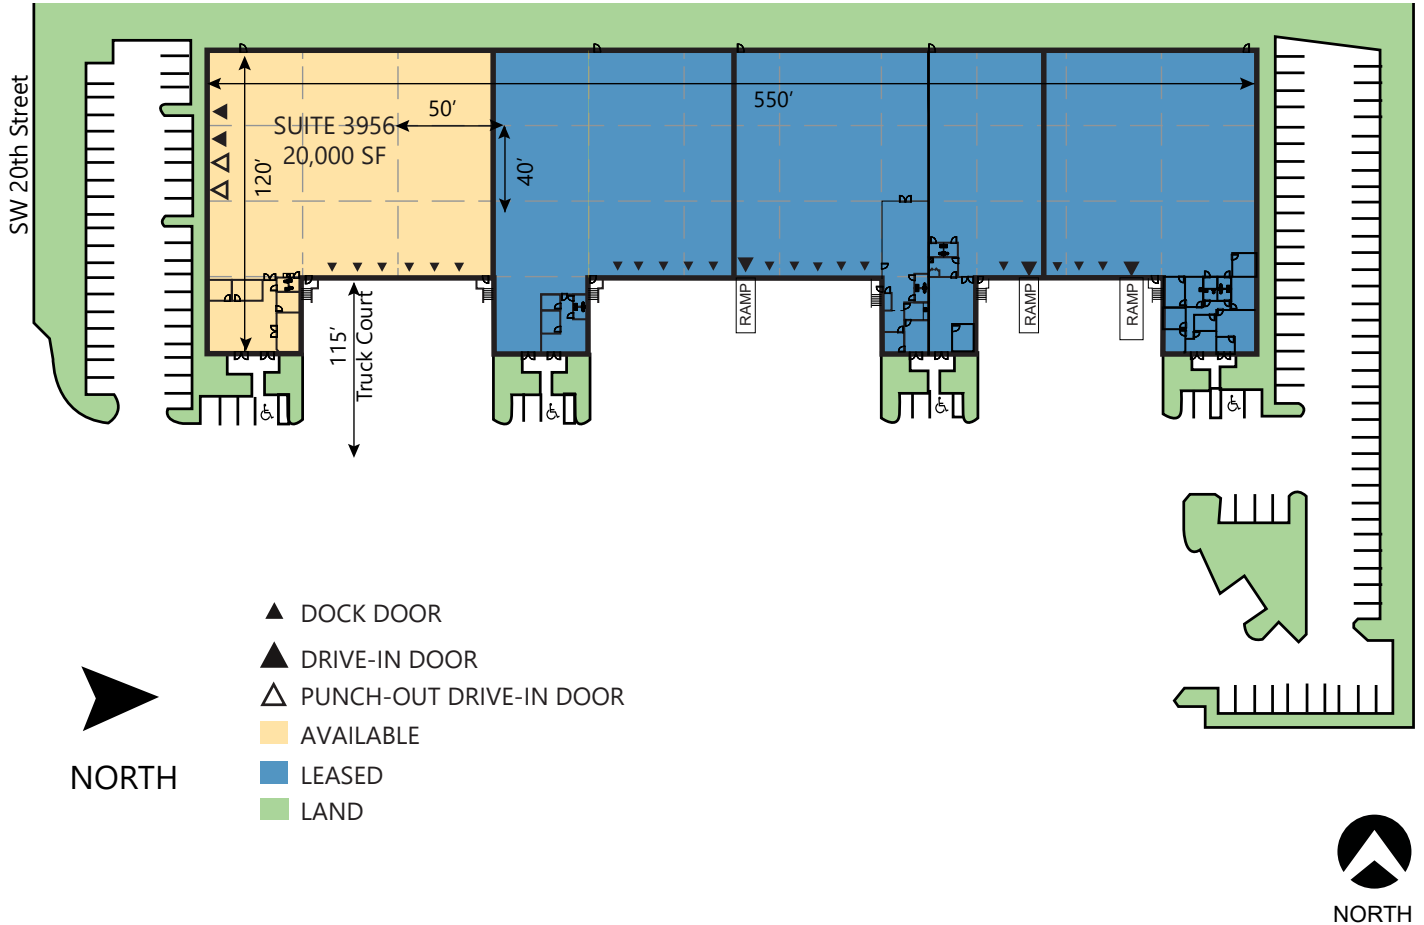 SW 20th Street
50′
550′
SUITE 3956
20,000 SF
120′
40′
115′
Truck Court
RAMP
RAMP
RAMP
DOCK DOOR
DRIVE-IN DOOR
PUNCH-OUT DRIVE-IN DOOR
AVAILABLE
LEASED
LAND
NORTH
NORTH